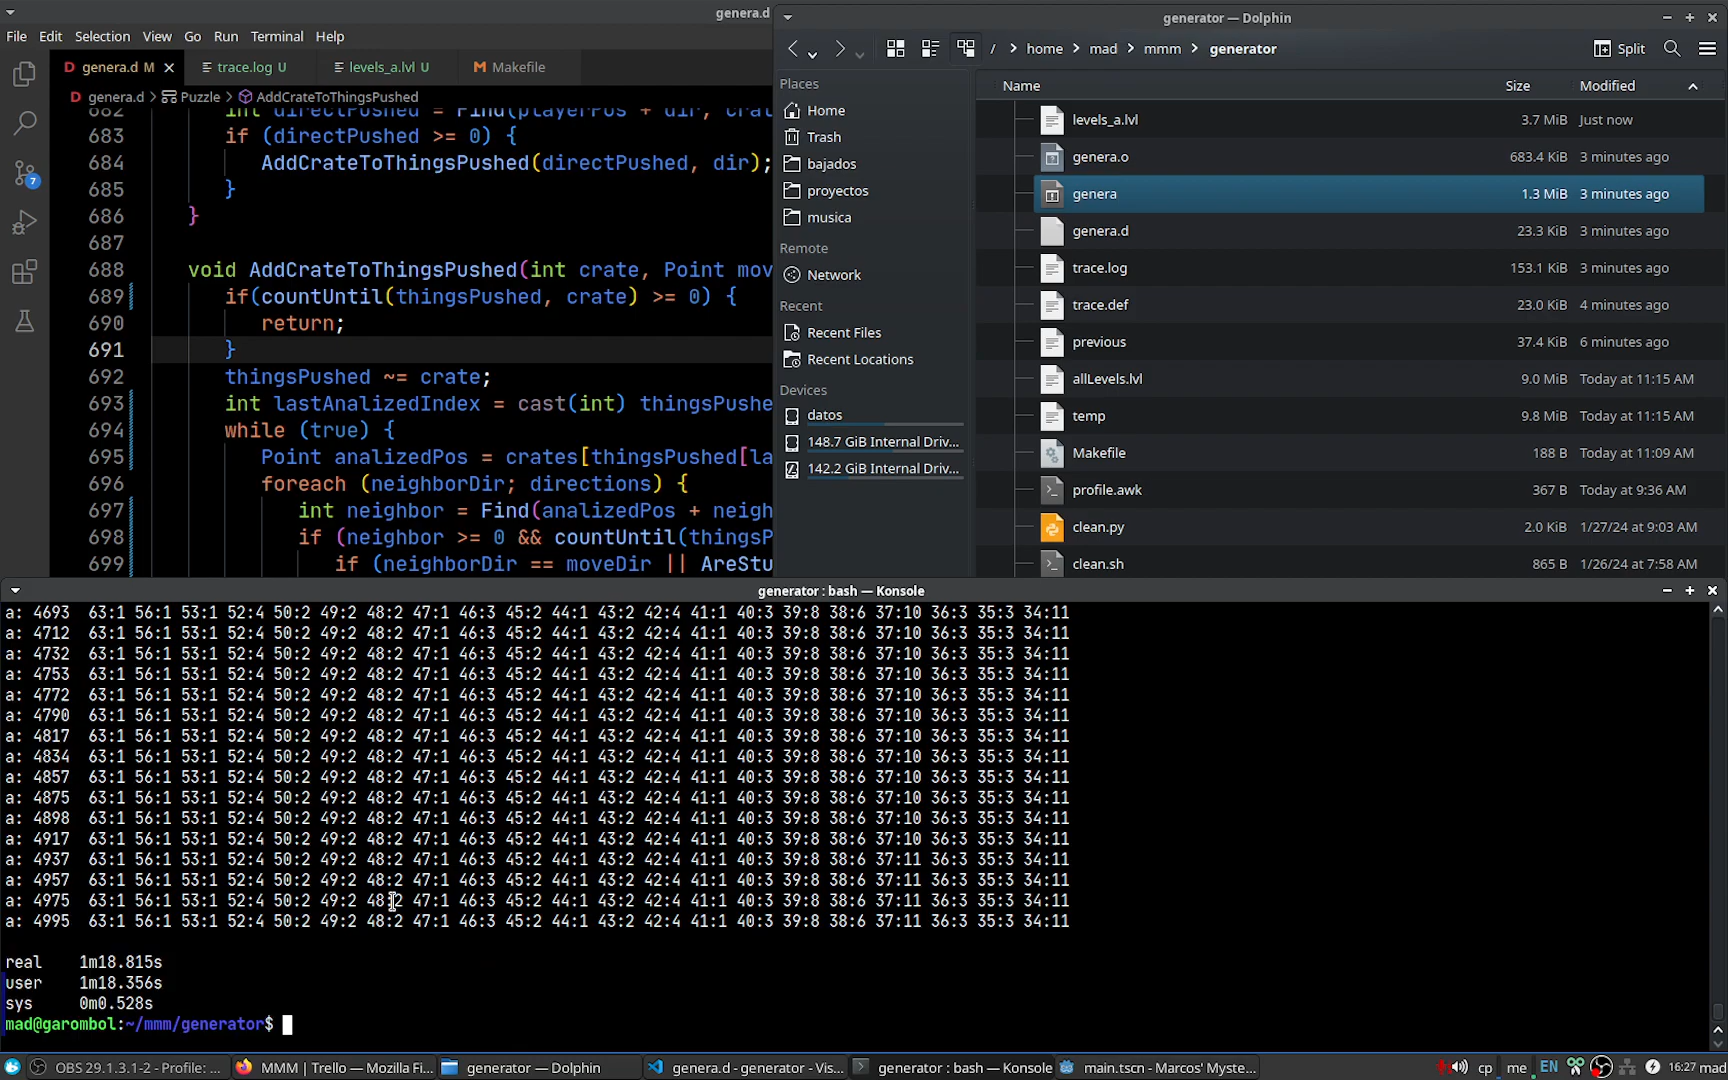 genera.d
File Edit Selection View Go Run Terminal Help
D genera.d M
trace.log U
levels_a.lvl U
M Makefile
D genera.d > Puzzle > AddCrateToThingsPushed
682 int directPushed = Find(playerPos + dir, crat
683 if (directPushed >= 0) {
684 AddCrateToThingsPushed(directPushed, dir);
685 }
686 }
687
688 void AddCrateToThingsPushed(int crate, Point mov
689 if(countUntil(thingsPushed, crate) >= 0) {
690 return;
691 }
692 thingsPushed ~= crate;
693 int lastAnalizedIndex = cast(int) thingsPushe
694 while (true) {
695 Point analizedPos = crates[thingsPushed[la
696 foreach (neighborDir; directions) {
697 int neighbor = Find(analizedPos + neigh
698 if (neighbor >= 0 && countUntil(thingsP
699 if (neighborDir == moveDir || AreStu
7
generator — Dolphin
/ > home > mad > mmm > generator
Split
Places
Home
Trash
bajados
proyectos
musica
Remote
Network
Recent
Recent Files
Recent Locations
Devices
datos
148.7 GiB Internal Driv...
142.2 GiB Internal Driv...
Name Size Modified
levels_a.lvl 3.7 MiB Just now
genera.o 683.4 KiB 3 minutes ago
genera 1.3 MiB 3 minutes ago
genera.d 23.3 KiB 3 minutes ago
trace.log 153.1 KiB 3 minutes ago
trace.def 23.0 KiB 4 minutes ago
previous 37.4 KiB 6 minutes ago
allLevels.lvl 9.0 MiB Today at 11:15 AM
temp 9.8 MiB Today at 11:15 AM
Makefile 188 B Today at 11:09 AM
profile.awk 367 B Today at 9:36 AM
clean.py 2.0 KiB 1/27/24 at 9:03 AM
clean.sh 865 B 1/26/24 at 7:58 AM
generator : bash — Konsole
a: 4693 63:1 56:1 53:1 52:4 50:2 49:2 48:2 47:1 46:3 45:2 44:1 43:2 42:4 41:1 40:3 39:8 38:6 37:10 36:3 35:3 34:11
a: 4712 63:1 56:1 53:1 52:4 50:2 49:2 48:2 47:1 46:3 45:2 44:1 43:2 42:4 41:1 40:3 39:8 38:6 37:10 36:3 35:3 34:11
a: 4732 63:1 56:1 53:1 52:4 50:2 49:2 48:2 47:1 46:3 45:2 44:1 43:2 42:4 41:1 40:3 39:8 38:6 37:10 36:3 35:3 34:11
a: 4753 63:1 56:1 53:1 52:4 50:2 49:2 48:2 47:1 46:3 45:2 44:1 43:2 42:4 41:1 40:3 39:8 38:6 37:10 36:3 35:3 34:11
a: 4772 63:1 56:1 53:1 52:4 50:2 49:2 48:2 47:1 46:3 45:2 44:1 43:2 42:4 41:1 40:3 39:8 38:6 37:10 36:3 35:3 34:11
a: 4790 63:1 56:1 53:1 52:4 50:2 49:2 48:2 47:1 46:3 45:2 44:1 43:2 42:4 41:1 40:3 39:8 38:6 37:10 36:3 35:3 34:11
a: 4817 63:1 56:1 53:1 52:4 50:2 49:2 48:2 47:1 46:3 45:2 44:1 43:2 42:4 41:1 40:3 39:8 38:6 37:10 36:3 35:3 34:11
a: 4834 63:1 56:1 53:1 52:4 50:2 49:2 48:2 47:1 46:3 45:2 44:1 43:2 42:4 41:1 40:3 39:8 38:6 37:10 36:3 35:3 34:11
a: 4857 63:1 56:1 53:1 52:4 50:2 49:2 48:2 47:1 46:3 45:2 44:1 43:2 42:4 41:1 40:3 39:8 38:6 37:10 36:3 35:3 34:11
a: 4875 63:1 56:1 53:1 52:4 50:2 49:2 48:2 47:1 46:3 45:2 44:1 43:2 42:4 41:1 40:3 39:8 38:6 37:10 36:3 35:3 34:11
a: 4898 63:1 56:1 53:1 52:4 50:2 49:2 48:2 47:1 46:3 45:2 44:1 43:2 42:4 41:1 40:3 39:8 38:6 37:10 36:3 35:3 34:11
a: 4917 63:1 56:1 53:1 52:4 50:2 49:2 48:2 47:1 46:3 45:2 44:1 43:2 42:4 41:1 40:3 39:8 38:6 37:10 36:3 35:3 34:11
a: 4937 63:1 56:1 53:1 52:4 50:2 49:2 48:2 47:1 46:3 45:2 44:1 43:2 42:4 41:1 40:3 39:8 38:6 37:11 36:3 35:3 34:11
a: 4957 63:1 56:1 53:1 52:4 50:2 49:2 48:2 47:1 46:3 45:2 44:1 43:2 42:4 41:1 40:3 39:8 38:6 37:11 36:3 35:3 34:11
a: 4975 63:1 56:1 53:1 52:4 50:2 49:2 48:2 47:1 46:3 45:2 44:1 43:2 42:4 41:1 40:3 39:8 38:6 37:11 36:3 35:3 34:11
a: 4995 63:1 56:1 53:1 52:4 50:2 49:2 48:2 47:1 46:3 45:2 44:1 43:2 42:4 41:1 40:3 39:8 38:6 37:11 36:3 35:3 34:11
real 1m18.815s
user 1m18.356s
sys 0m0.528s
mad@garombol:~/mmm/generator$
OBS 29.1.3.1-2 - Profile: ...
MMM | Trello — Mozilla Fi...
generator — Dolphin
genera.d - generator - Vis...
generator : bash — Konsole
main.tscn - Marcos' Myste...
cp me EN 16:27 mad